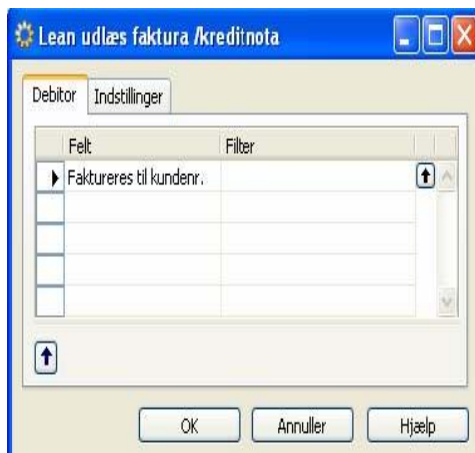 Lean udlæs faktura /kreditnota
Debitor Indstillinger
Felt Filter
Faktureres til kundenr.
OK Annuller Hjælp